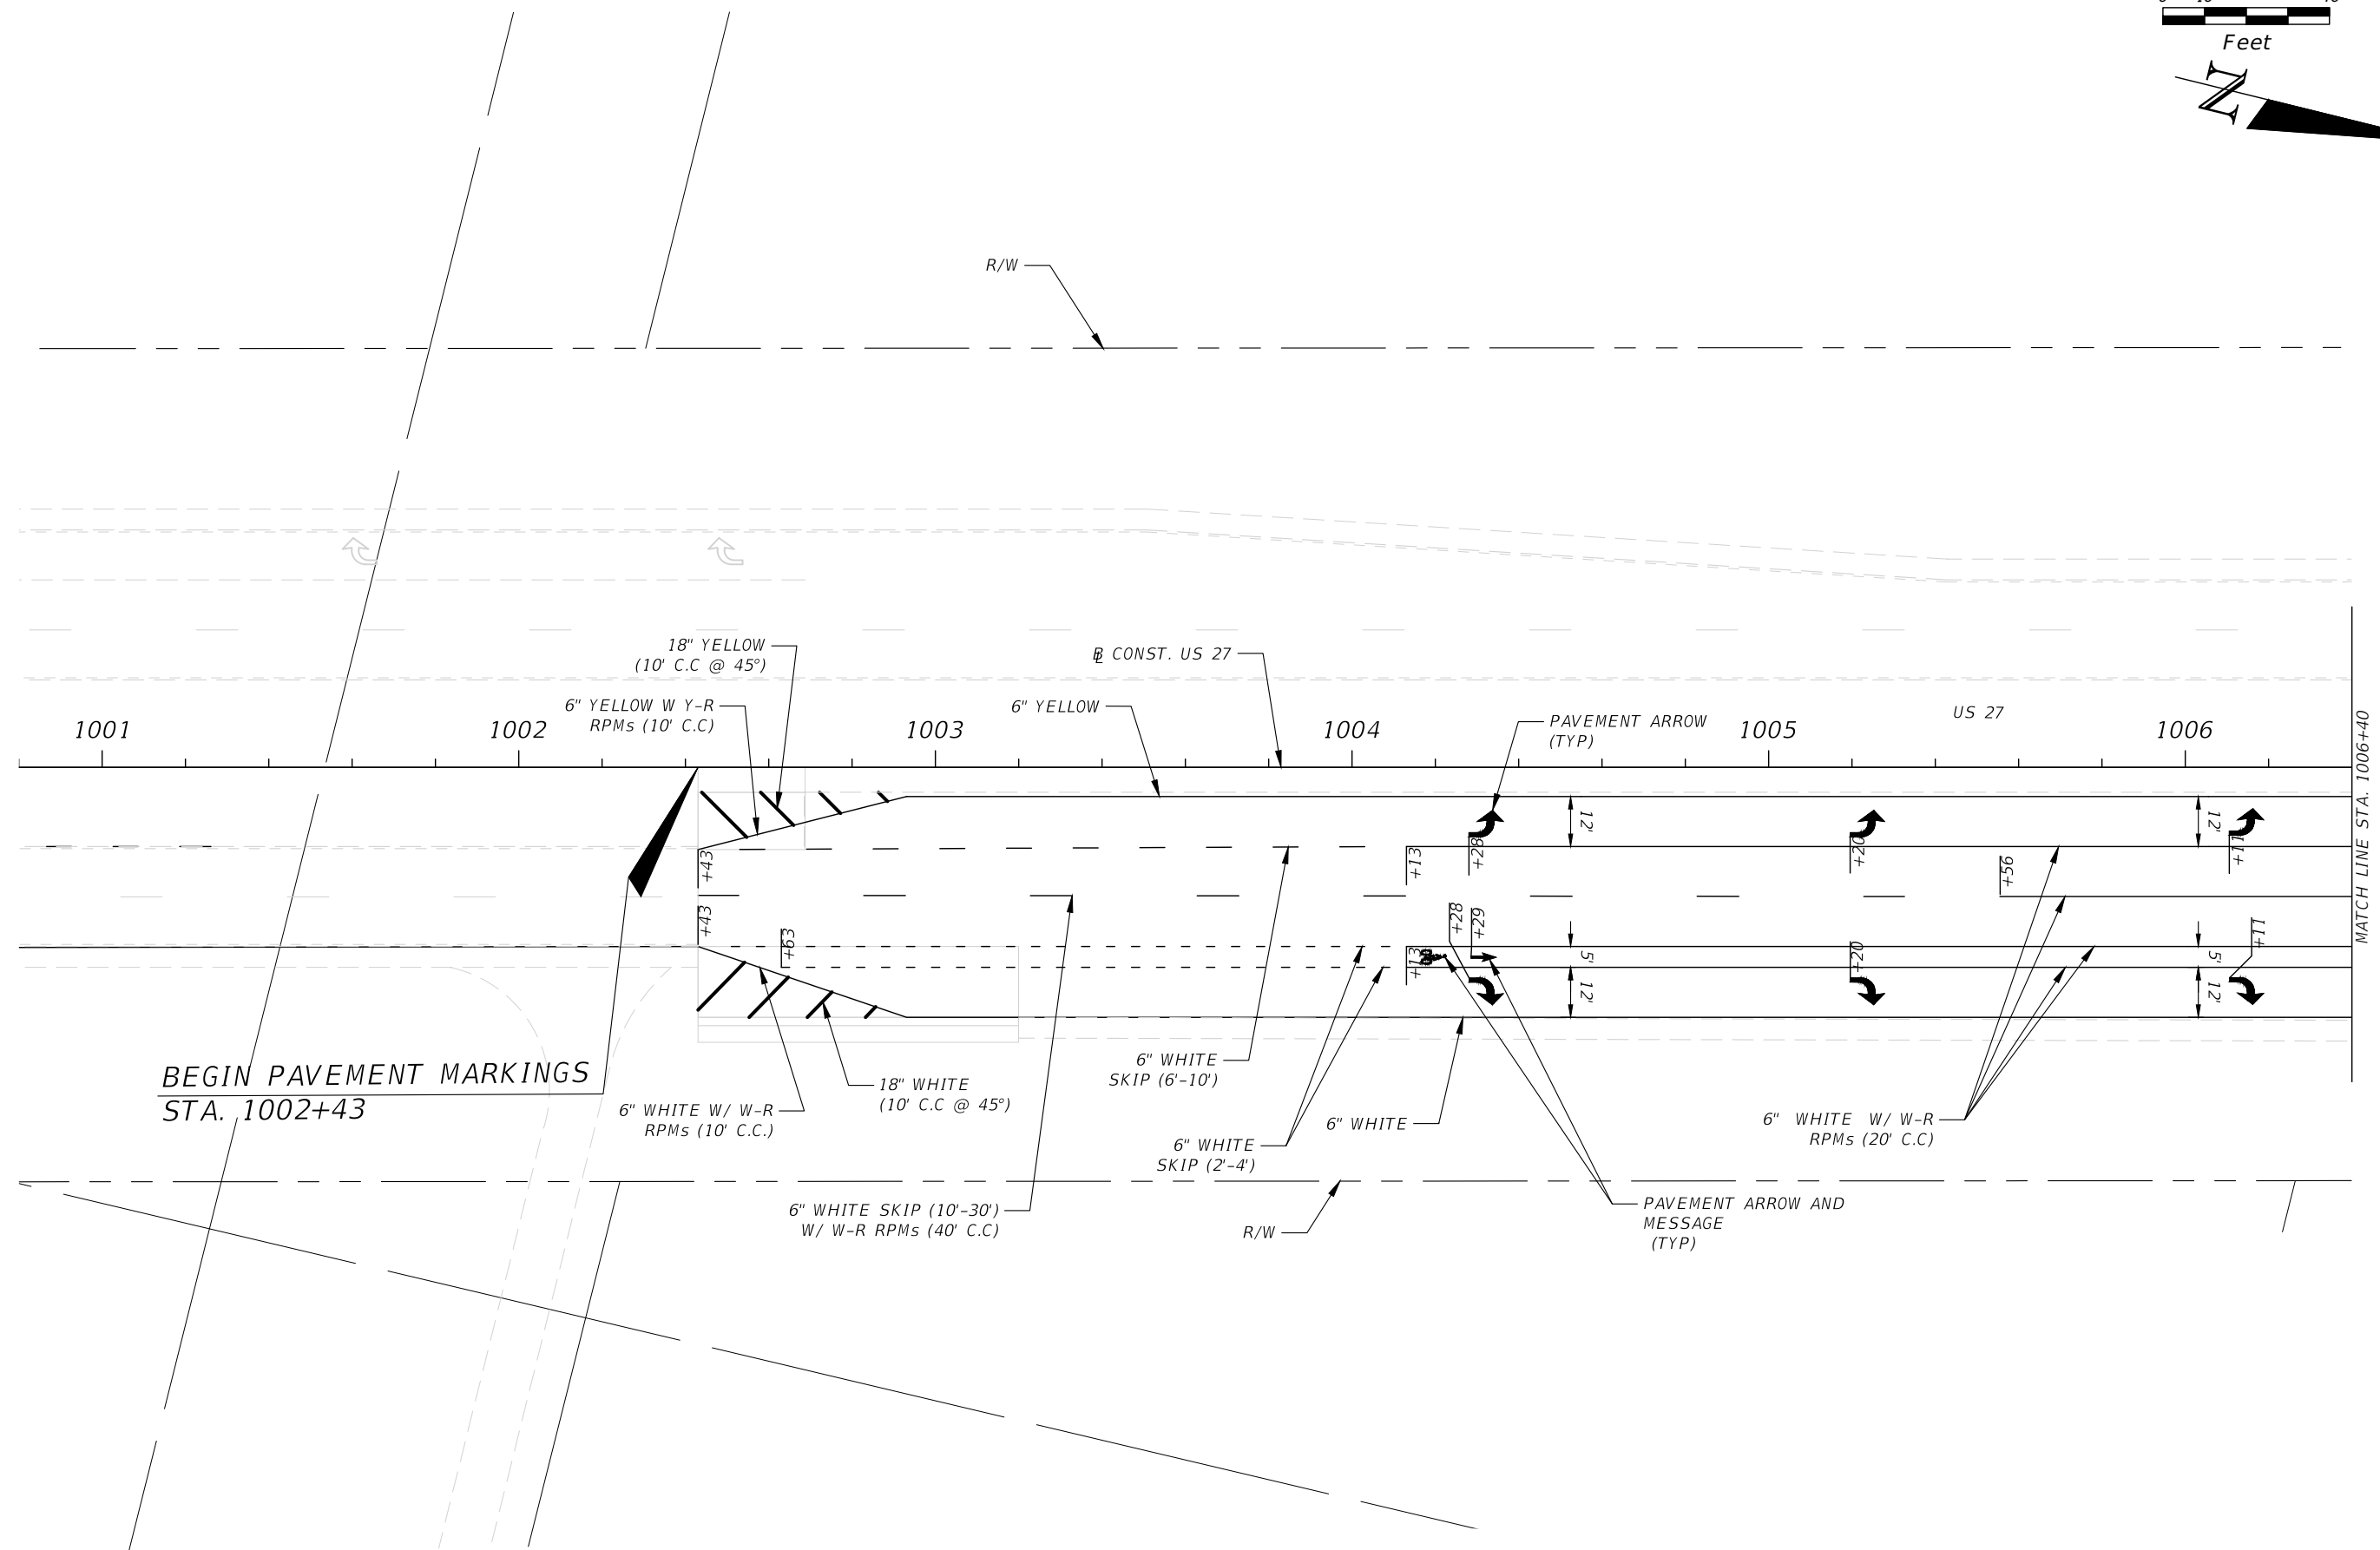 Feet
N
R/W
18" YELLOW
(10' C.C @ 45°)
6" YELLOW W Y-R
RPMs (10' C.C)
BL CONST. US 27
6" YELLOW
PAVEMENT ARROW
(TYP)
US 27
1001
1002
1003
1004
1005
1006
MATCH LINE STA. 1006+40
12'
12'
+43
+13
+28
+20
+11
+56
+43
+63
+28
+29
+13
+20
+11
5'
5'
12'
12'
BEGIN PAVEMENT MARKINGS
STA. 1002+43
6" WHITE W/ W-R
RPMs (10' C.C.)
18" WHITE
(10' C.C @ 45°)
6" WHITE
SKIP (6'-10')
6" WHITE
SKIP (2'-4')
6" WHITE
6" WHITE W/ W-R
RPMs (20' C.C)
6" WHITE SKIP (10'-30')
W/ W-R RPMs (40' C.C)
R/W
PAVEMENT ARROW AND
MESSAGE
(TYP)